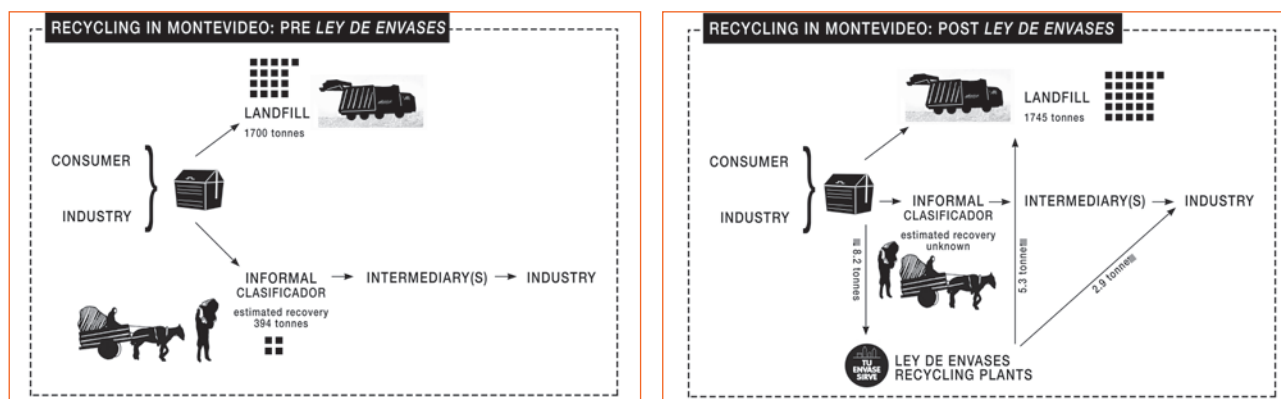 RECYCLING IN MONTEVIDEO: PRE LEY DE ENVASES
LANDFILL
1700 tonnes
CONSUMER
INDUSTRY
INFORMAL
CLASIFICADOR
estimated recovery
394 tonnes
INTERMEDIARY(S)
INDUSTRY
RECYCLING IN MONTEVIDEO: POST LEY DE ENVASES
LANDFILL
1745 tonnes
CONSUMER
INDUSTRY
INFORMAL
CLASIFICADOR
estimated recovery
unknown
INTERMEDIARY(S)
INDUSTRY
8.2 tonnes
5.3 tonnes
2.9 tonnes
TU
ENVASE
SIRVE
LEY DE ENVASES
RECYCLING PLANTS